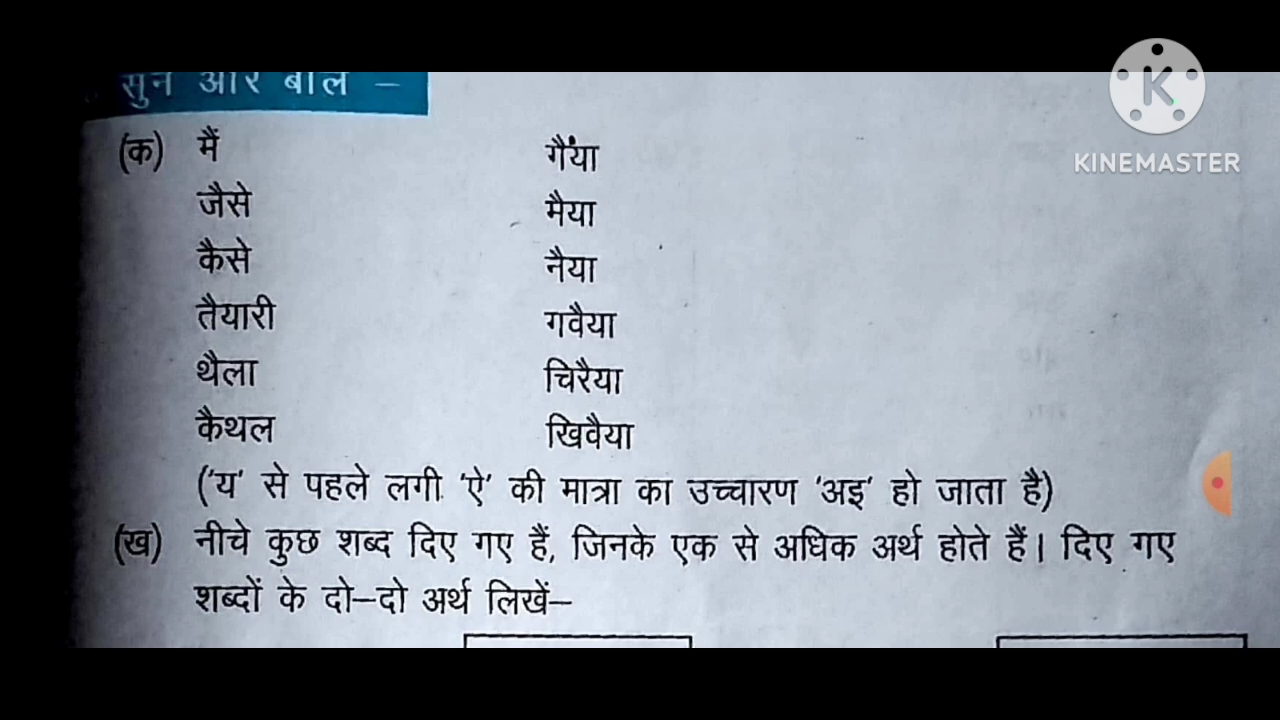 सुनें और बोलें –
(क) मैं गैया
जैसे मैया
कैसे नैया
तैयारी गवैया
थैला चिरैया
कैथल खिवैया
('य' से पहले लगी 'ऐ' की मात्रा का उच्चारण 'अइ' हो जाता है)
(ख) नीचे कुछ शब्द दिए गए हैं, जिनके एक से अधिक अर्थ होते हैं। दिए गए
शब्दों के दो–दो अर्थ लिखें–
K
KINEMASTER